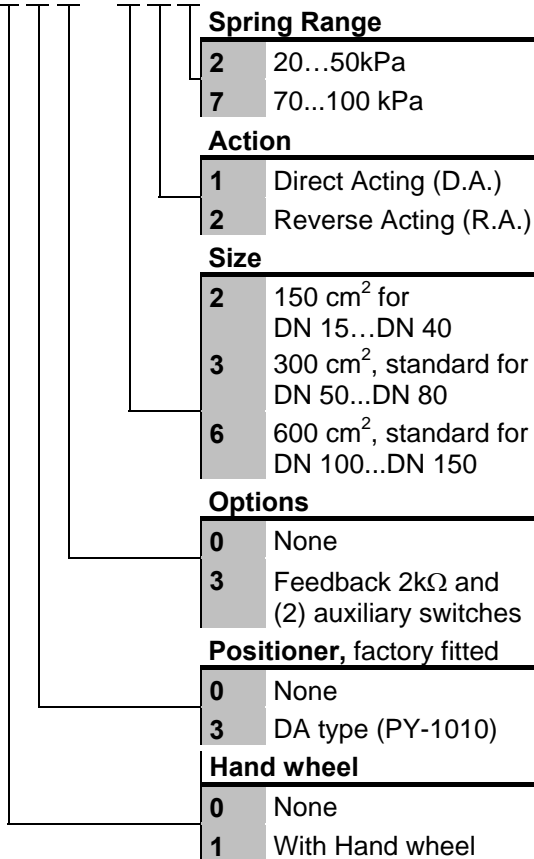 Spring Range
2 20…50kPa
7 70...100 kPa
Action
1 Direct Acting (D.A.)
2 Reverse Acting (R.A.)
Size
2 150 cm² for
DN 15…DN 40
3 300 cm², standard for
DN 50...DN 80
6 600 cm², standard for
DN 100...DN 150
Options
0 None
3 Feedback 2kΩ and
(2) auxiliary switches
Positioner, factory fitted
0 None
3 DA type (PY-1010)
Hand wheel
0 None
1 With Hand wheel